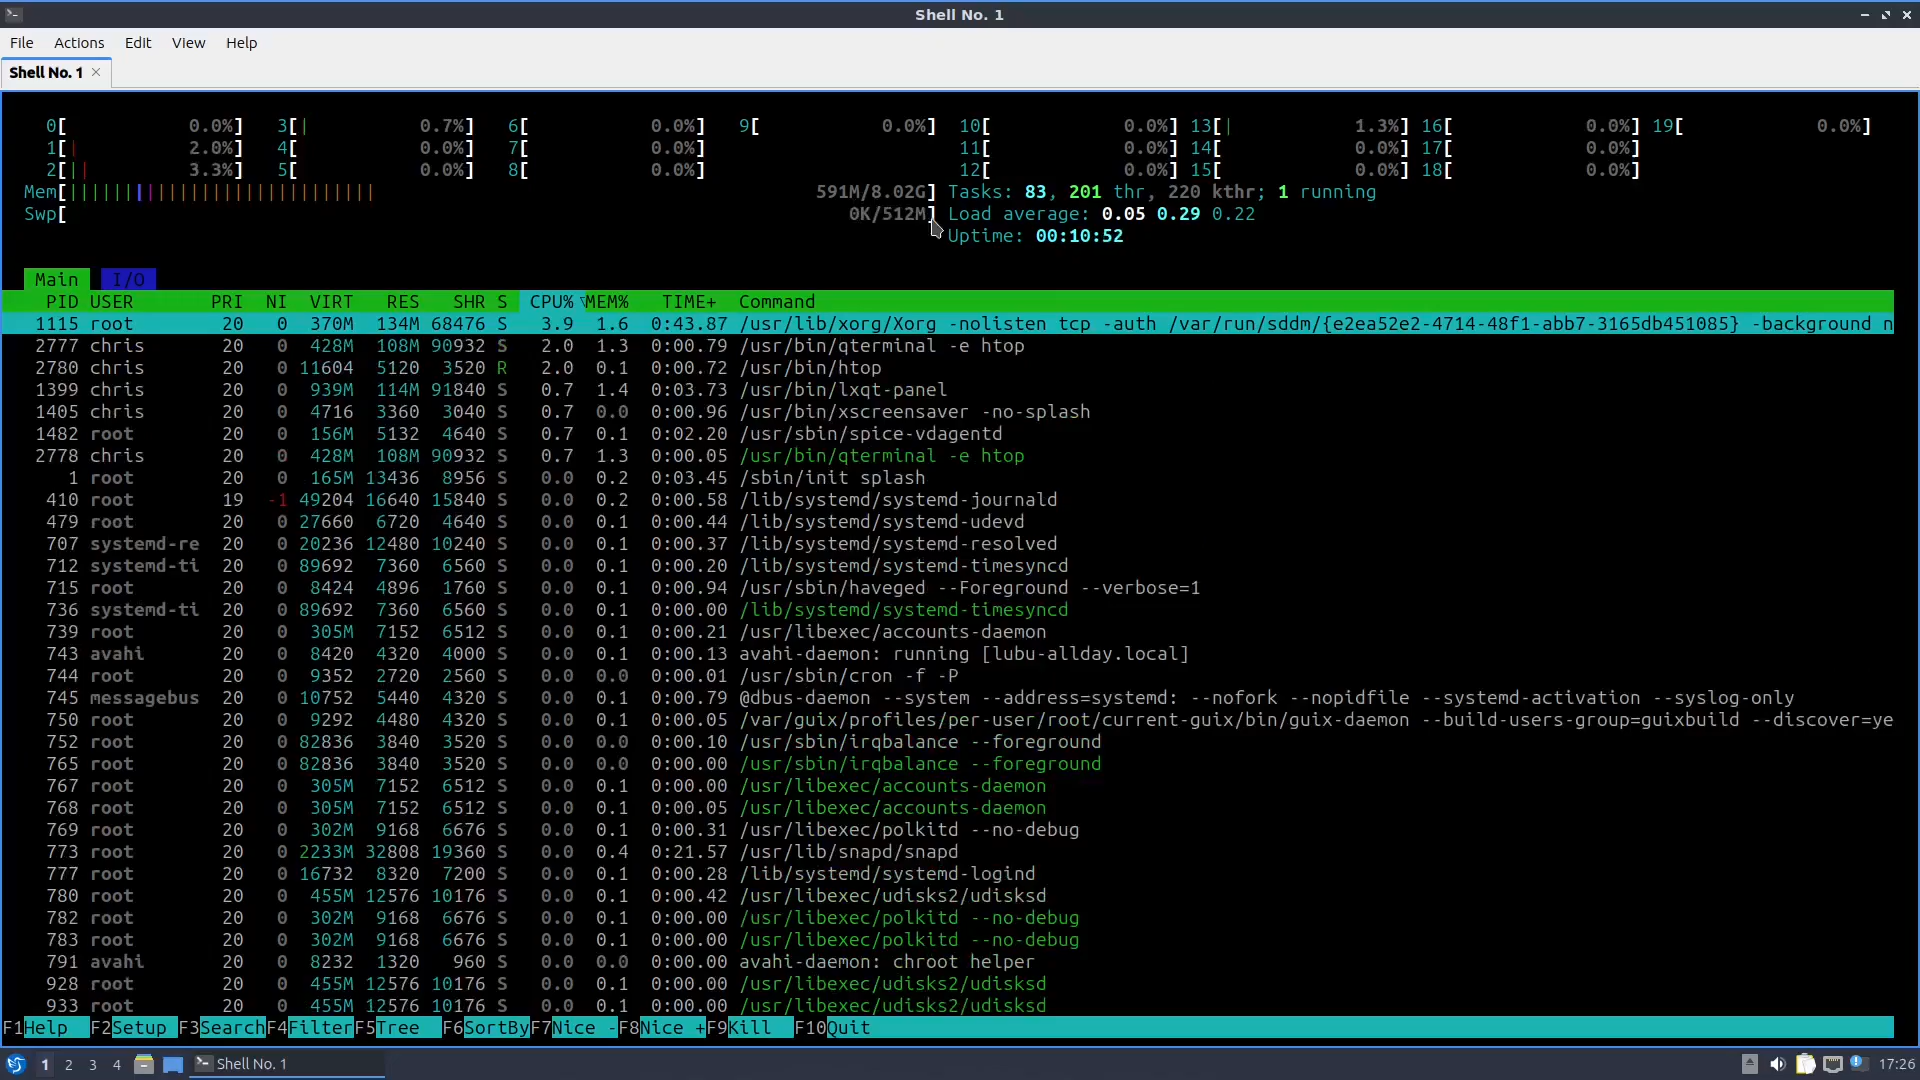 Shell No. 1
File Actions Edit View Help
Shell No. 1
0[ 0.0%] 3[| 0.7%] 6[ 0.0%] 9[ 0.0%] 10[ 0.0%] 13[| 1.3%] 16[ 0.0%] 19[ 0.0%]
1[| 2.0%] 4[ 0.0%] 7[ 0.0%] 11[ 0.0%] 14[ 0.0%] 17[ 0.0%]
2[|| 3.3%] 5[ 0.0%] 8[ 0.0%] 12[ 0.0%] 15[ 0.0%] 18[ 0.0%]
Mem[||||||||||||||||||||||||||||| 591M/8.02G] Tasks: 83, 201 thr, 220 kthr; 1 running
Swp[ 0K/512M] Load average: 0.05 0.29 0.22
Uptime: 00:10:52
Main I/O
PID USER PRI NI VIRT RES SHR S CPU%▽MEM% TIME+ Command
1115 root 20 0 370M 134M 68476 S 3.9 1.6 0:43.87 /usr/lib/xorg/Xorg -nolisten tcp -auth /var/run/sddm/{e2ea52e2-4714-48f1-abb7-3165db451085} -background n
2777 chris 20 0 428M 108M 90932 S 2.0 1.3 0:00.79 /usr/bin/qterminal -e htop
2780 chris 20 0 11604 5120 3520 R 2.0 0.1 0:00.72 /usr/bin/htop
1399 chris 20 0 939M 114M 91840 S 0.7 1.4 0:03.73 /usr/bin/lxqt-panel
1405 chris 20 0 4716 3360 3040 S 0.7 0.0 0:00.96 /usr/bin/xscreensaver -no-splash
1482 root 20 0 156M 5132 4640 S 0.7 0.1 0:02.20 /usr/sbin/spice-vdagentd
2778 chris 20 0 428M 108M 90932 S 0.7 1.3 0:00.05 /usr/bin/qterminal -e htop
1 root 20 0 165M 13436 8956 S 0.0 0.2 0:03.45 /sbin/init splash
410 root 19 -1 49204 16640 15840 S 0.0 0.2 0:00.58 /lib/systemd/systemd-journald
479 root 20 0 27660 6720 4640 S 0.0 0.1 0:00.44 /lib/systemd/systemd-udevd
707 systemd-re 20 0 20236 12480 10240 S 0.0 0.1 0:00.37 /lib/systemd/systemd-resolved
712 systemd-ti 20 0 89692 7360 6560 S 0.0 0.1 0:00.20 /lib/systemd/systemd-timesyncd
715 root 20 0 8424 4896 1760 S 0.0 0.1 0:00.94 /usr/sbin/haveged --Foreground --verbose=1
736 systemd-ti 20 0 89692 7360 6560 S 0.0 0.1 0:00.00 /lib/systemd/systemd-timesyncd
739 root 20 0 305M 7152 6512 S 0.0 0.1 0:00.21 /usr/libexec/accounts-daemon
743 avahi 20 0 8420 4320 4000 S 0.0 0.1 0:00.13 avahi-daemon: running [lubu-allday.local]
744 root 20 0 9352 2720 2560 S 0.0 0.0 0:00.01 /usr/sbin/cron -f -P
745 messagebus 20 0 10752 5440 4320 S 0.0 0.1 0:00.79 @dbus-daemon --system --address=systemd: --nofork --nopidfile --systemd-activation --syslog-only
750 root 20 0 9292 4480 4320 S 0.0 0.1 0:00.05 /var/guix/profiles/per-user/root/current-guix/bin/guix-daemon --build-users-group=guixbuild --discover=ye
752 root 20 0 82836 3840 3520 S 0.0 0.0 0:00.10 /usr/sbin/irqbalance --foreground
765 root 20 0 82836 3840 3520 S 0.0 0.0 0:00.00 /usr/sbin/irqbalance --foreground
767 root 20 0 305M 7152 6512 S 0.0 0.1 0:00.00 /usr/libexec/accounts-daemon
768 root 20 0 305M 7152 6512 S 0.0 0.1 0:00.05 /usr/libexec/accounts-daemon
769 root 20 0 302M 9168 6676 S 0.0 0.1 0:00.31 /usr/libexec/polkitd --no-debug
773 root 20 0 2233M 32808 19360 S 0.0 0.4 0:21.57 /usr/lib/snapd/snapd
777 root 20 0 16732 8320 7200 S 0.0 0.1 0:00.28 /lib/systemd/systemd-logind
780 root 20 0 455M 12576 10176 S 0.0 0.1 0:00.42 /usr/libexec/udisks2/udisksd
782 root 20 0 302M 9168 6676 S 0.0 0.1 0:00.00 /usr/libexec/polkitd --no-debug
783 root 20 0 302M 9168 6676 S 0.0 0.1 0:00.00 /usr/libexec/polkitd --no-debug
791 avahi 20 0 8232 1320 960 S 0.0 0.0 0:00.00 avahi-daemon: chroot helper
928 root 20 0 455M 12576 10176 S 0.0 0.1 0:00.00 /usr/libexec/udisks2/udisksd
933 root 20 0 455M 12576 10176 S 0.0 0.1 0:00.00 /usr/libexec/udisks2/udisksd
F1Help F2Setup F3SearchF4FilterF5Tree F6SortByF7Nice -F8Nice +F9Kill F10Quit
1 2 3 4 Shell No. 1 17:26